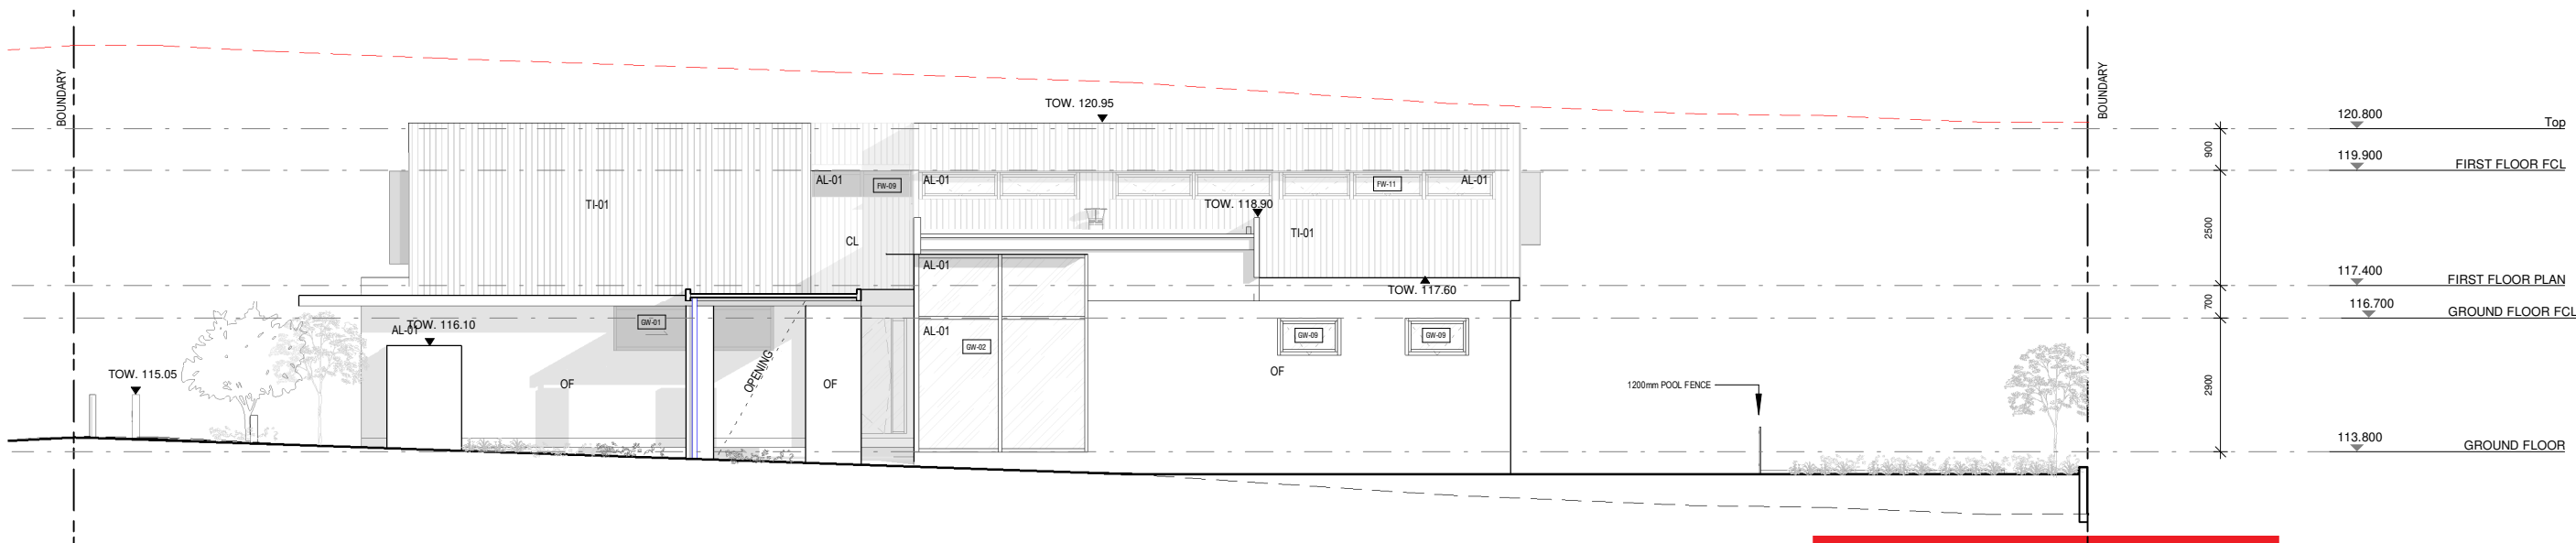 BOUNDARY
BOUNDARY
TOW. 120.95
120.800
Top
900
119.900
FIRST FLOOR FCL
AL-01
FW-09
AL-01
FW-11
AL-01
TI-01
TOW. 118.90
TI-01
2500
CL
AL-01
117.400
FIRST FLOOR PLAN
TOW. 117.60
116.700
GROUND FLOOR FCL
700
GW-01
TOW. 116.10
AL-01
AL-01
GW-02
GW-09
GW-09
OPENING
TOW. 115.05
OF
OF
OF
1200mm POOL FENCE
2900
113.800
GROUND FLOOR